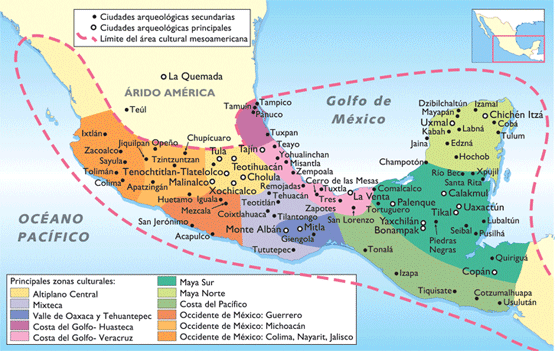 Ciudades arqueológicas secundarias
Ciudades arqueológicas principales
Límite del área cultural mesoamericana
La Quemada
ÁRIDO AMÉRICA
Teúl
Golfo de
México
OCÉANO
PACÍFICO
Ixtlán
Zacoalco
Sayula
Tolimán
Colima
Jiquilpan
Opeño
Chupícuaro
Tzintzuntzan
Apatzingan
Tenochtitlan-Tlatelolco
Malinalco
Xochicalco
Tula
Teotihuacan
Cholula
Tajín
Tampico
Tamuín
Panuco
Tuxpan
Teayo
Yohualinchan
Misantla
Zempoala
Cerro de las Mesas
Remojadas
Tuxtla
Tehuacán
Tres
Zapotes
La Venta
San Lorenzo
Comalcalco
Tortuguero
Huetamo
Iguala
Mezcala
San Jerónimo
Acapulco
Teotitlán
Coixtlahuaca
Tilantongo
Monte Albán
Mitla
Giengola
Tututepec
Tonalá
Izapa
Tiquisate
Cotzumalhuapa
Usulután
Copán
Quiriguá
Palenque
Yaxchilán
Bonampak
Piedras
Negras
Tikal
Uaxactún
Calakmul
Seibal
Pusilhá
Lubaltún
Río Bec
Xpujil
Santa Rita
Champotón
Jaina
Hochob
Edzná
Kabah
Labná
Uxmal
Mayapán
Dzibilchaltún
Izamal
Chichén Itzá
Cobá
Tulum
Principales zonas culturales:
Altiplano Central
Mixteca
Valle de Oaxaca y Tehuantepec
Costa del Golfo- Huasteca
Costa del Golfo- Veracruz
Maya Sur
Maya Norte
Costa del Pacífico
Occidente de México: Guerrero
Occidente de México: Michoacán
Occidente de México: Colima, Nayarit, Jalisco